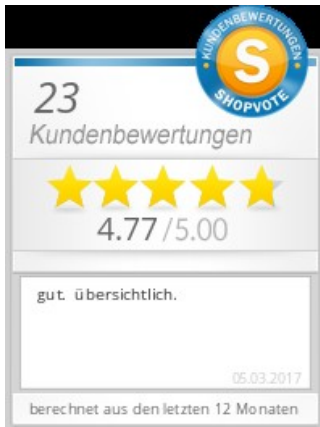 KUNDENBEWERTUNGEN
S
SHOPVOTE
23
Kundenbewertungen
4.77/5.00
gut. übersichtlich.
05.03.2017
berechnet aus den letzten 12 Monaten